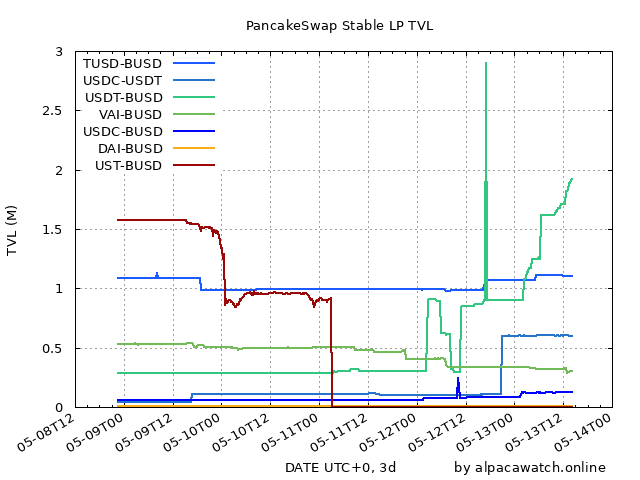 PancakeSwap Stable LP TVL
3
2.5
2
1.5
1
0.5
0
TVL (M)
TUSD-BUSD
USDC-USDT
USDT-BUSD
VAI-BUSD
USDC-BUSD
DAI-BUSD
UST-BUSD
05-08T12
05-09T00
05-09T12
05-10T00
05-10T12
05-11T00
05-11T12
05-12T00
05-12T12
05-13T00
05-13T12
05-14T00
DATE UTC+0, 3d
by alpacawatch.online